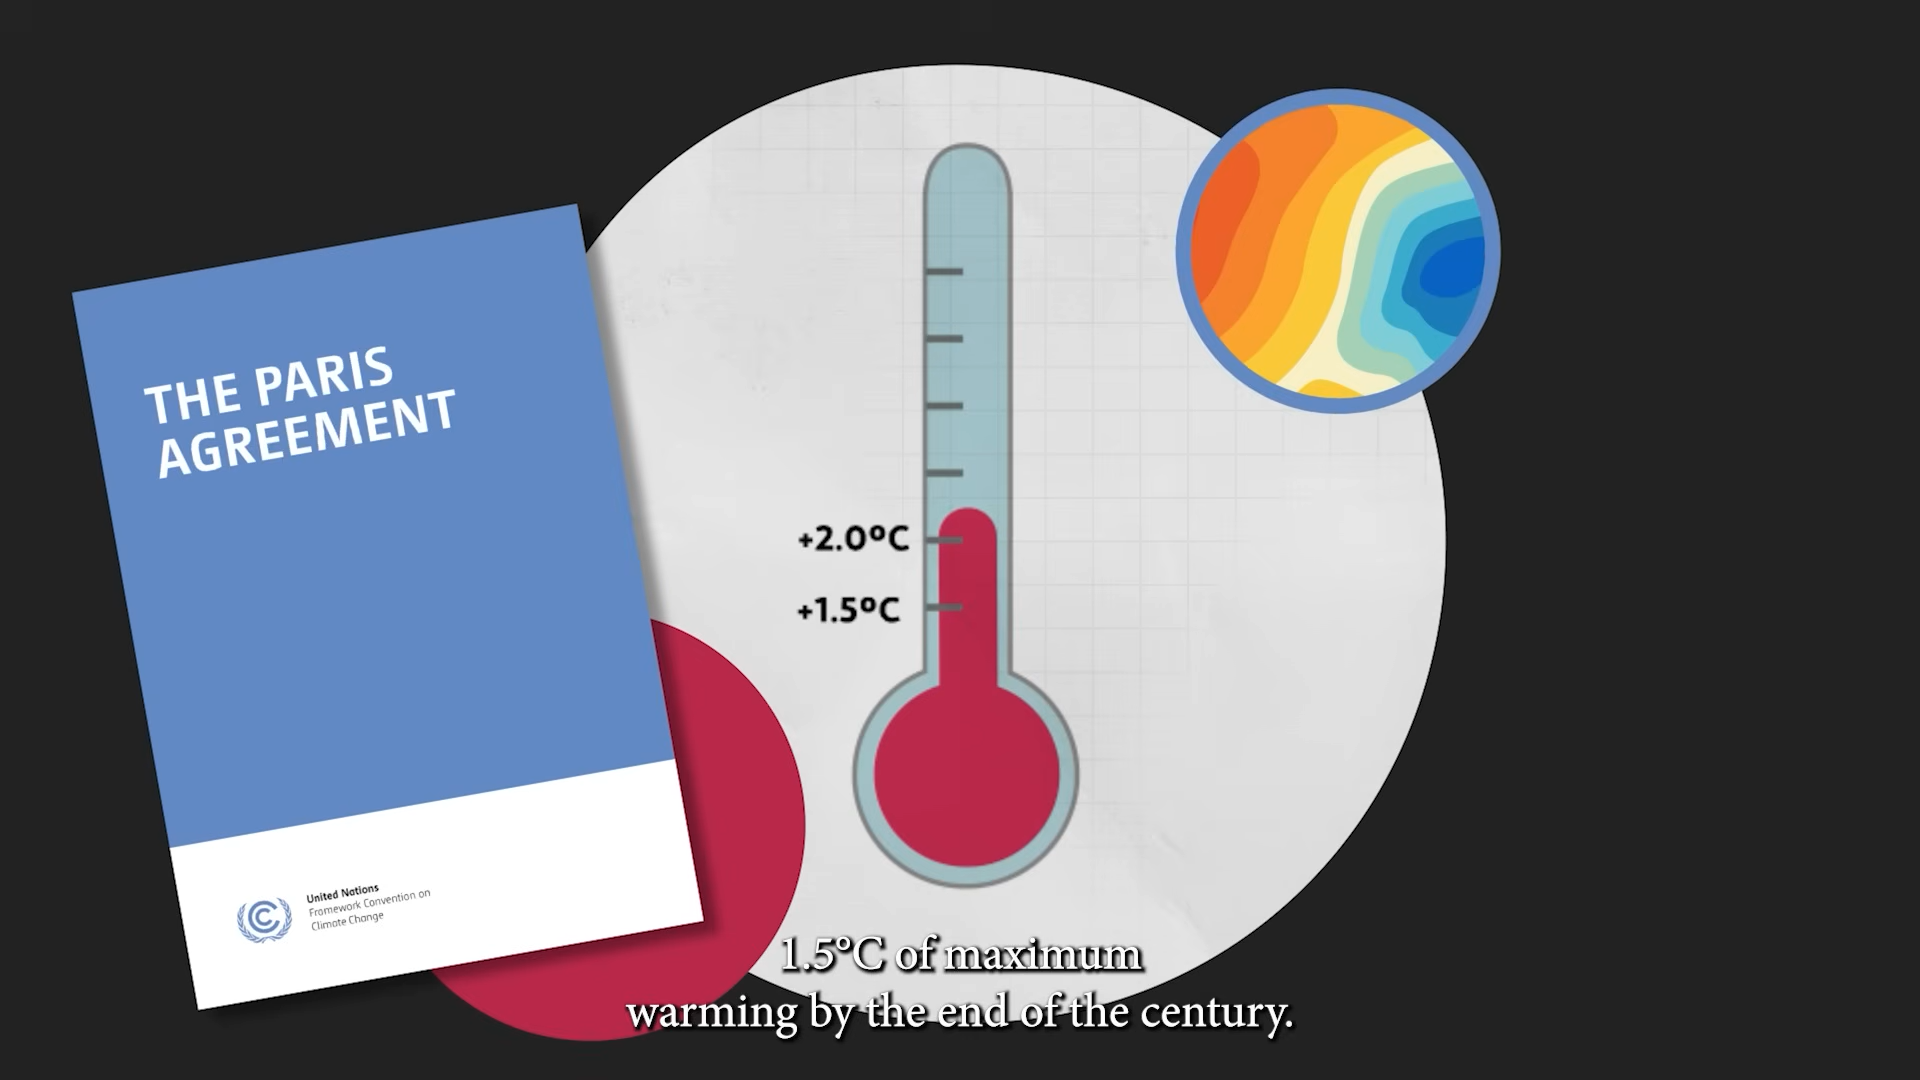 THE PARIS
AGREEMENT
+2.0ºC
+1.5ºC
United Nations
Framework Convention on
Climate Change
1.5ºC of maximum
warming by the end of the century.